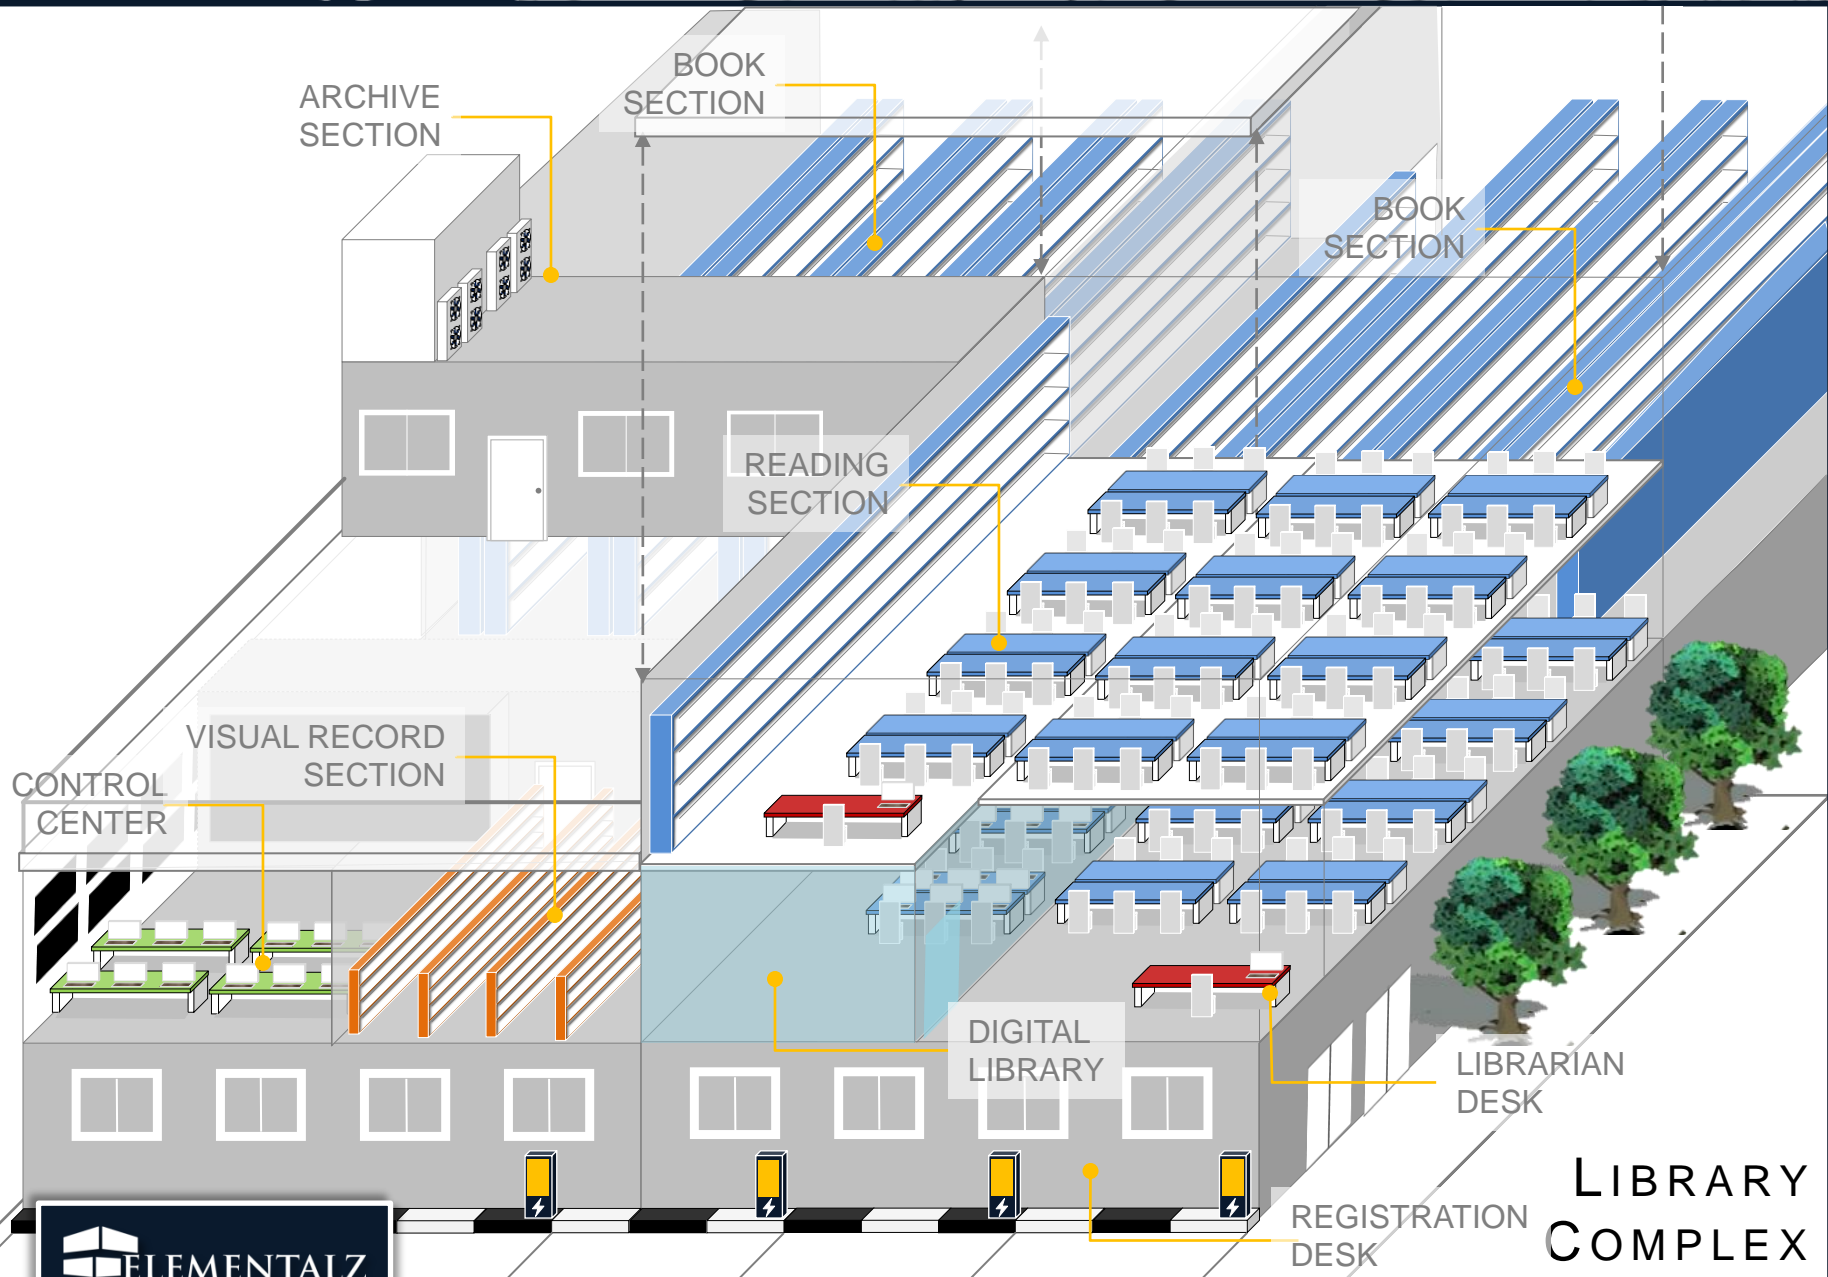 BOOK
SECTION
ARCHIVE
SECTION
BOOK
SECTION
READING
SECTION
VISUAL RECORD
SECTION
CONTROL
CENTER
DIGITAL
LIBRARY
LIBRARIAN
DESK
REGISTRATION
DESK
LIBRARY
COMPLEX
ELEMENTALZ